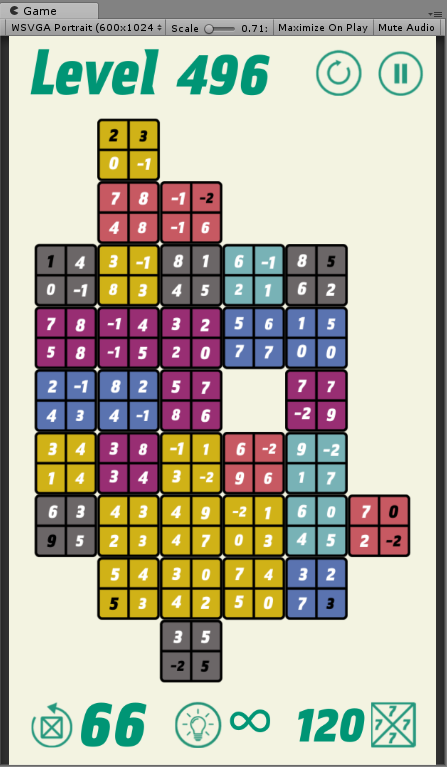 Game
WSVGA Portrait (600x1024 Scale 0.71: Maximize On Play Mute Audio
Level 496
2 3
0 -1
7 8 -1 -2
4 8 -1 6
1 4 3 -1 8 1 6 -1 8 5
0 -1 8 3 4 5 2 1 6 2
7 8 -1 4 3 2 5 6 1 5
5 8 -1 5 2 0 7 7 0 0
2 -1 8 2 5 7 7 7
4 3 4 -1 8 6 -2 9
3 4 3 8 -1 1 6 -2 9 -2
1 4 3 4 3 -2 9 6 1 7
6 3 4 3 4 9 -2 1 6 0 7 0
9 5 2 3 4 7 0 3 4 5 2 -2
5 4 3 0 7 4 3 2
5 3 4 2 5 0 7 3
3 5
-2 5
66 ∞ 120 7 7 7 7